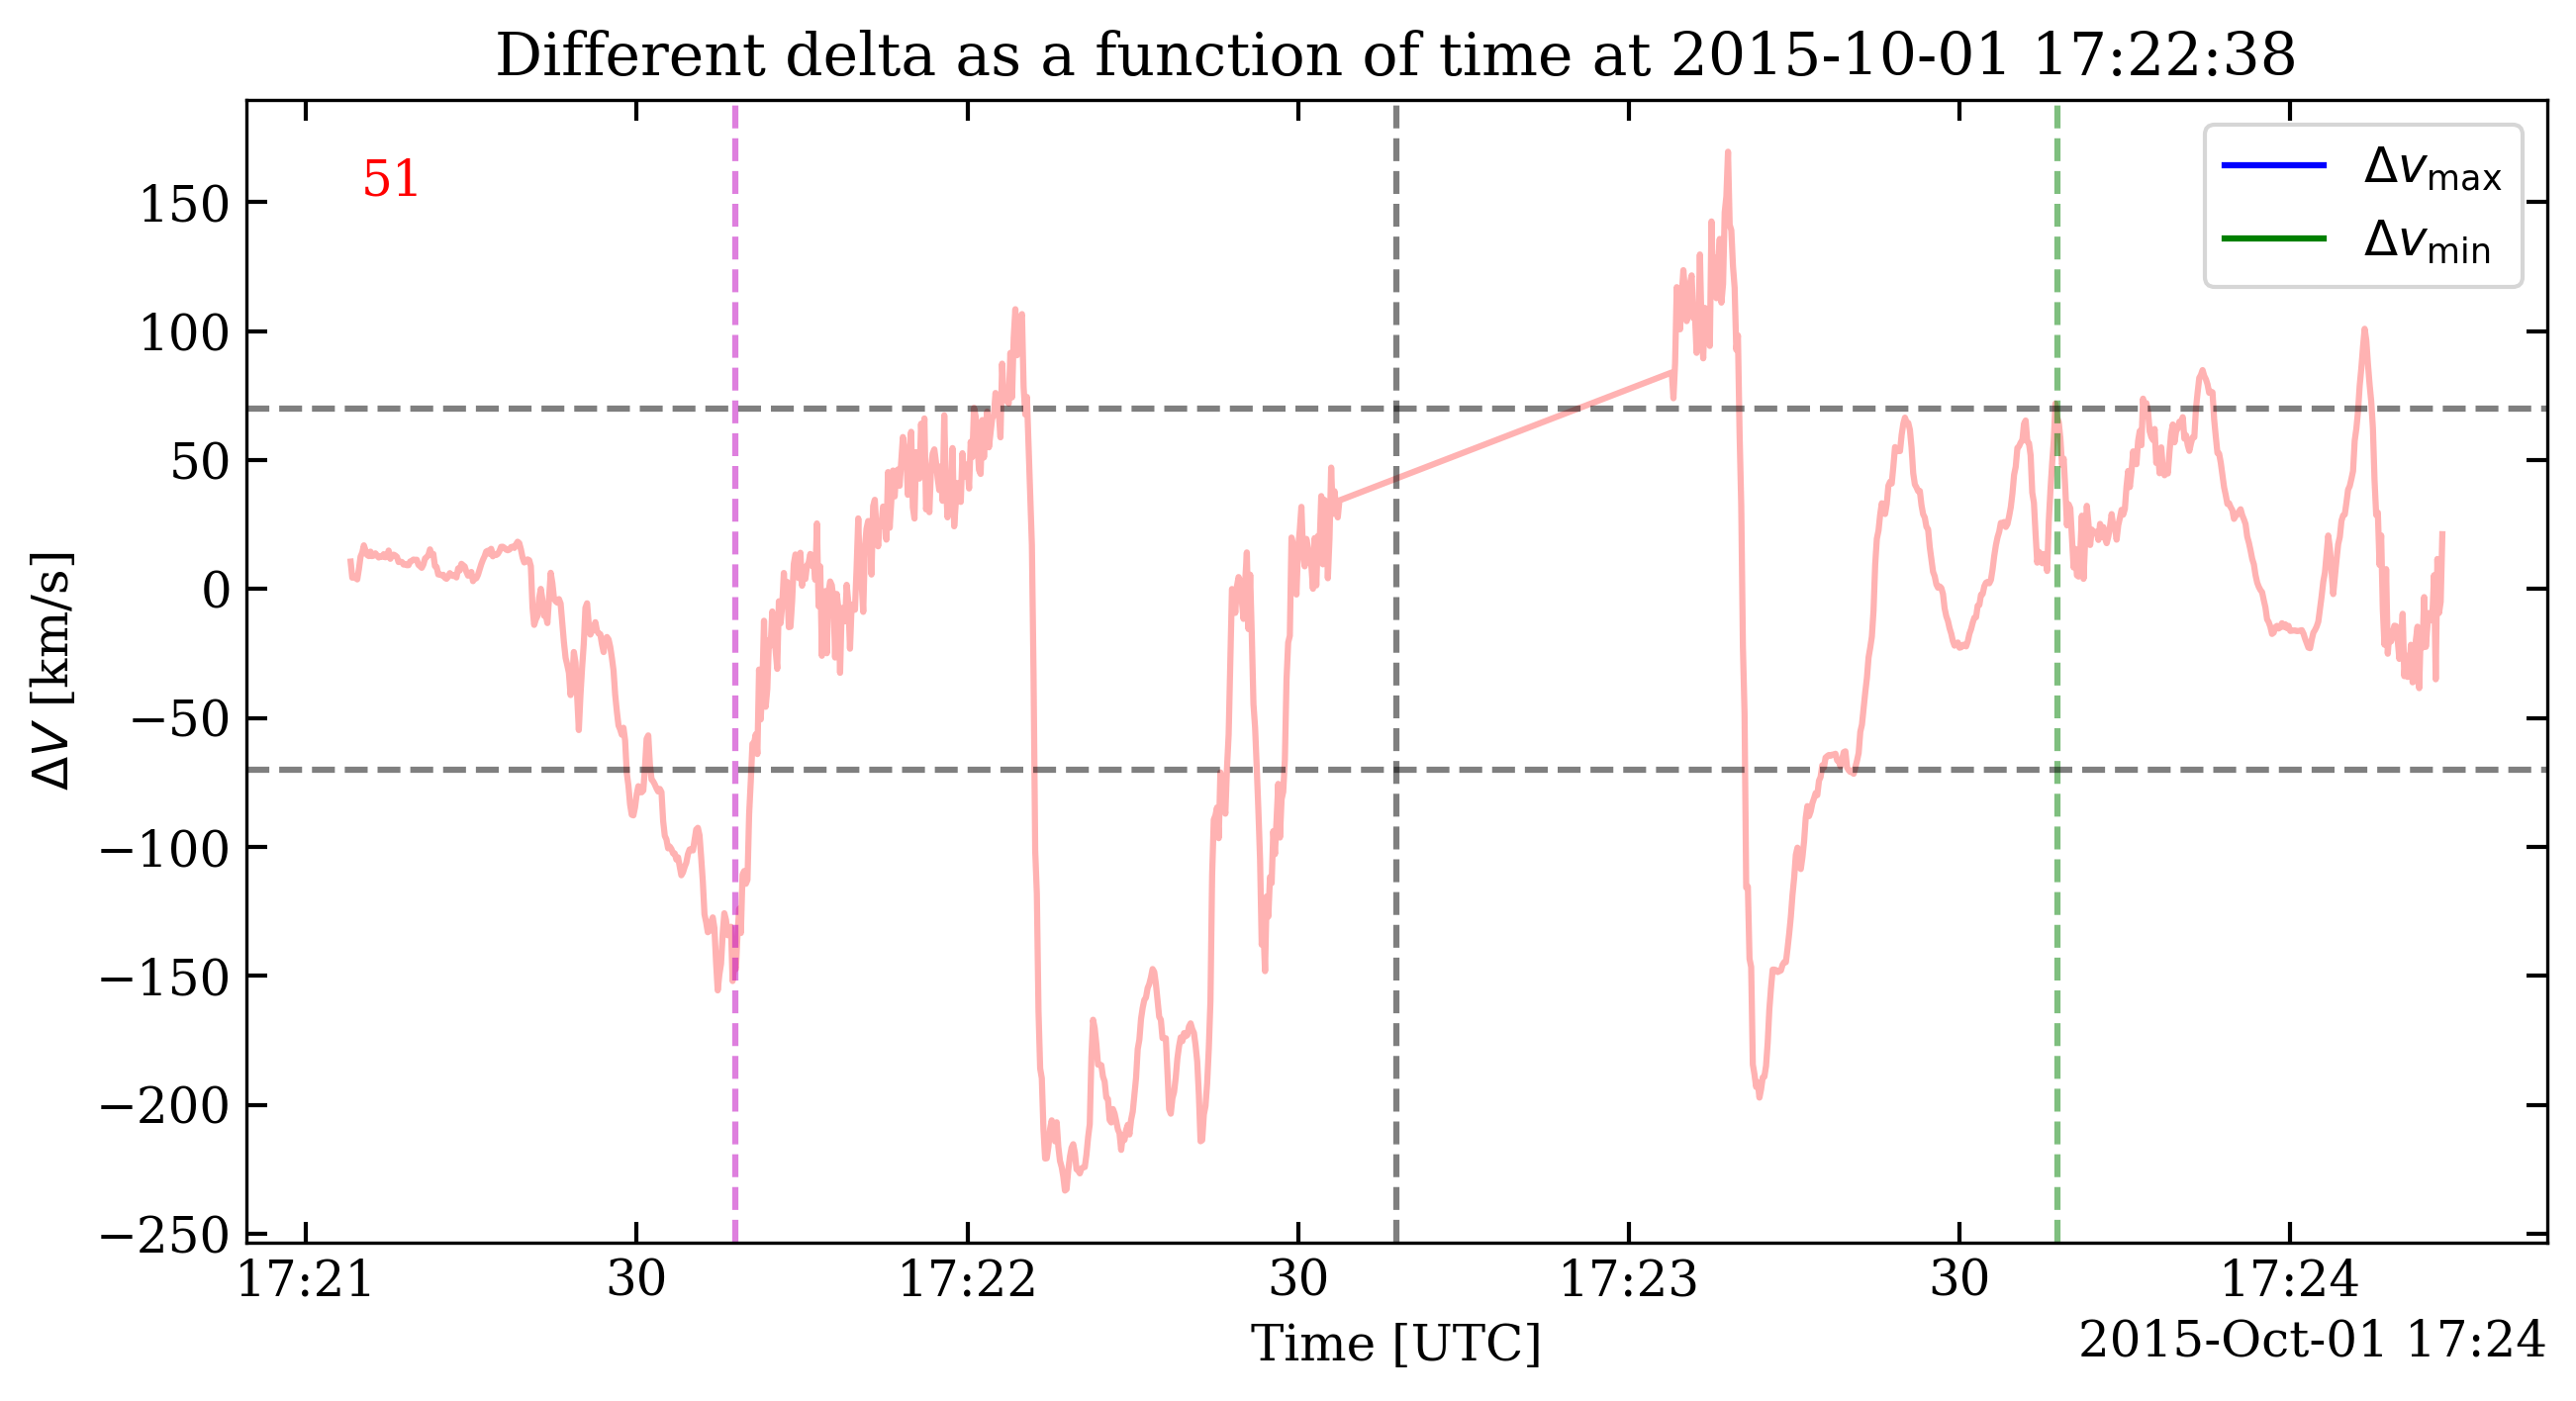 Different delta as a function of time at 2015-10-01 17:22:38
51
Δv_max
Δv_min
150
100
50
0
−50
−100
−150
−200
−250
ΔV [km/s]
17:21 30 17:22 30 17:23 30 17:24
Time [UTC]
2015-Oct-01 17:24